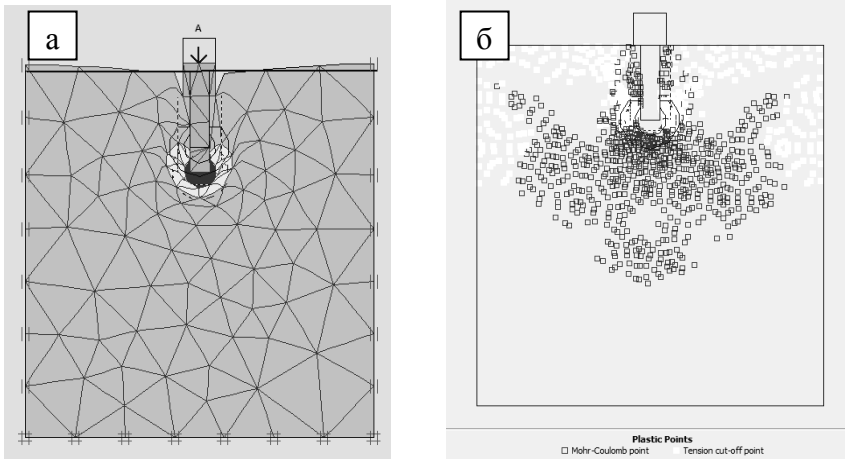 а
A
б
Plastic Points
Mohr-Coulomb point Tension cut-off point